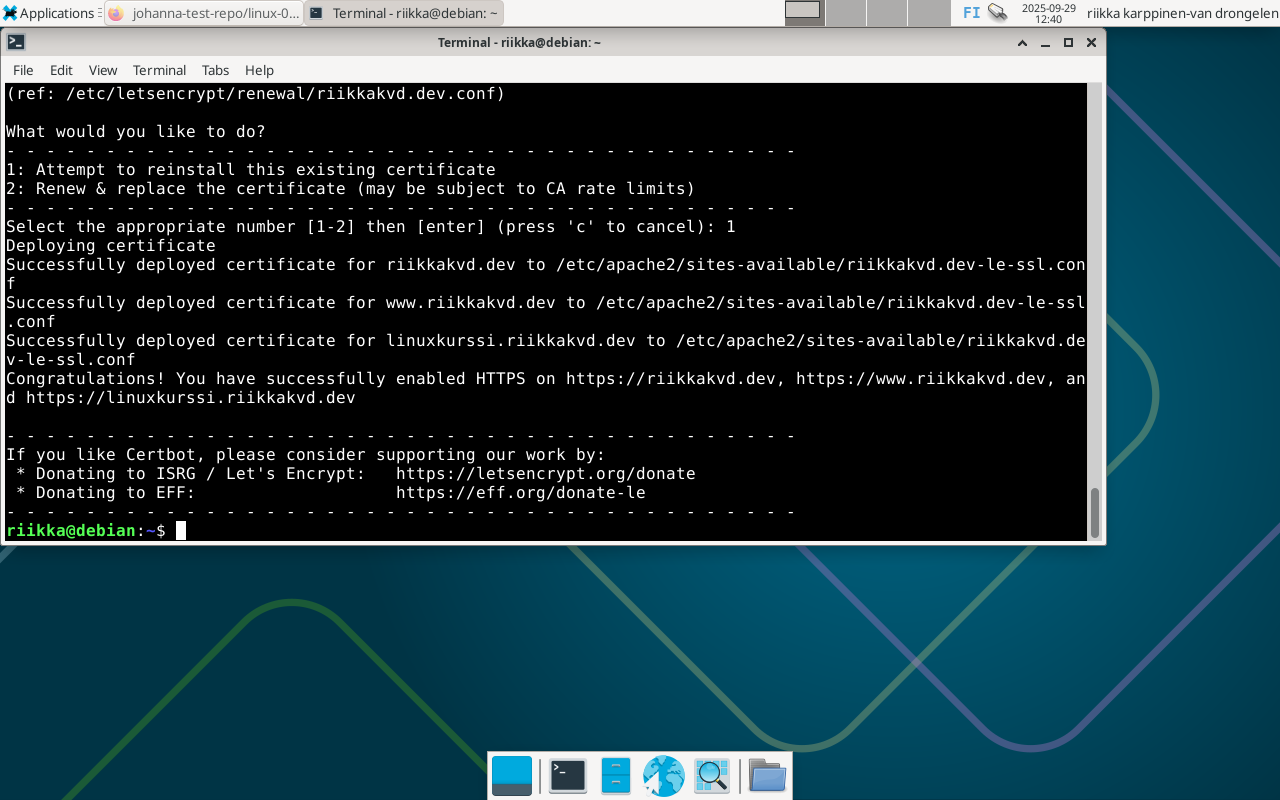 Applications
johanna-test-repo/linux-0...
Terminal - riikka@debian: ~
FI
2025-09-29
12:40
riikka karppinen-van drongelen
Terminal - riikka@debian: ~
File Edit View Terminal Tabs Help
(ref: /etc/letsencrypt/renewal/riikkakvd.dev.conf)
What would you like to do?
- - - - - - - - - - - - - - - - - - - - - - - - - - - - - - - - - - - - - - - -
1: Attempt to reinstall this existing certificate
2: Renew & replace the certificate (may be subject to CA rate limits)
- - - - - - - - - - - - - - - - - - - - - - - - - - - - - - - - - - - - - - - -
Select the appropriate number [1-2] then [enter] (press 'c' to cancel): 1
Deploying certificate
Successfully deployed certificate for riikkakvd.dev to /etc/apache2/sites-available/riikkakvd.dev-le-ssl.con
f
Successfully deployed certificate for www.riikkakvd.dev to /etc/apache2/sites-available/riikkakvd.dev-le-ssl
.conf
Successfully deployed certificate for linuxkurssi.riikkakvd.dev to /etc/apache2/sites-available/riikkakvd.de
v-le-ssl.conf
Congratulations! You have successfully enabled HTTPS on https://riikkakvd.dev, https://www.riikkakvd.dev, an
d https://linuxkurssi.riikkakvd.dev
- - - - - - - - - - - - - - - - - - - - - - - - - - - - - - - - - - - - - - - -
If you like Certbot, please consider supporting our work by:
* Donating to ISRG / Let's Encrypt: https://letsencrypt.org/donate
* Donating to EFF: https://eff.org/donate-le
- - - - - - - - - - - - - - - - - - - - - - - - - - - - - - - - - - - - - - - -
riikka@debian:~$